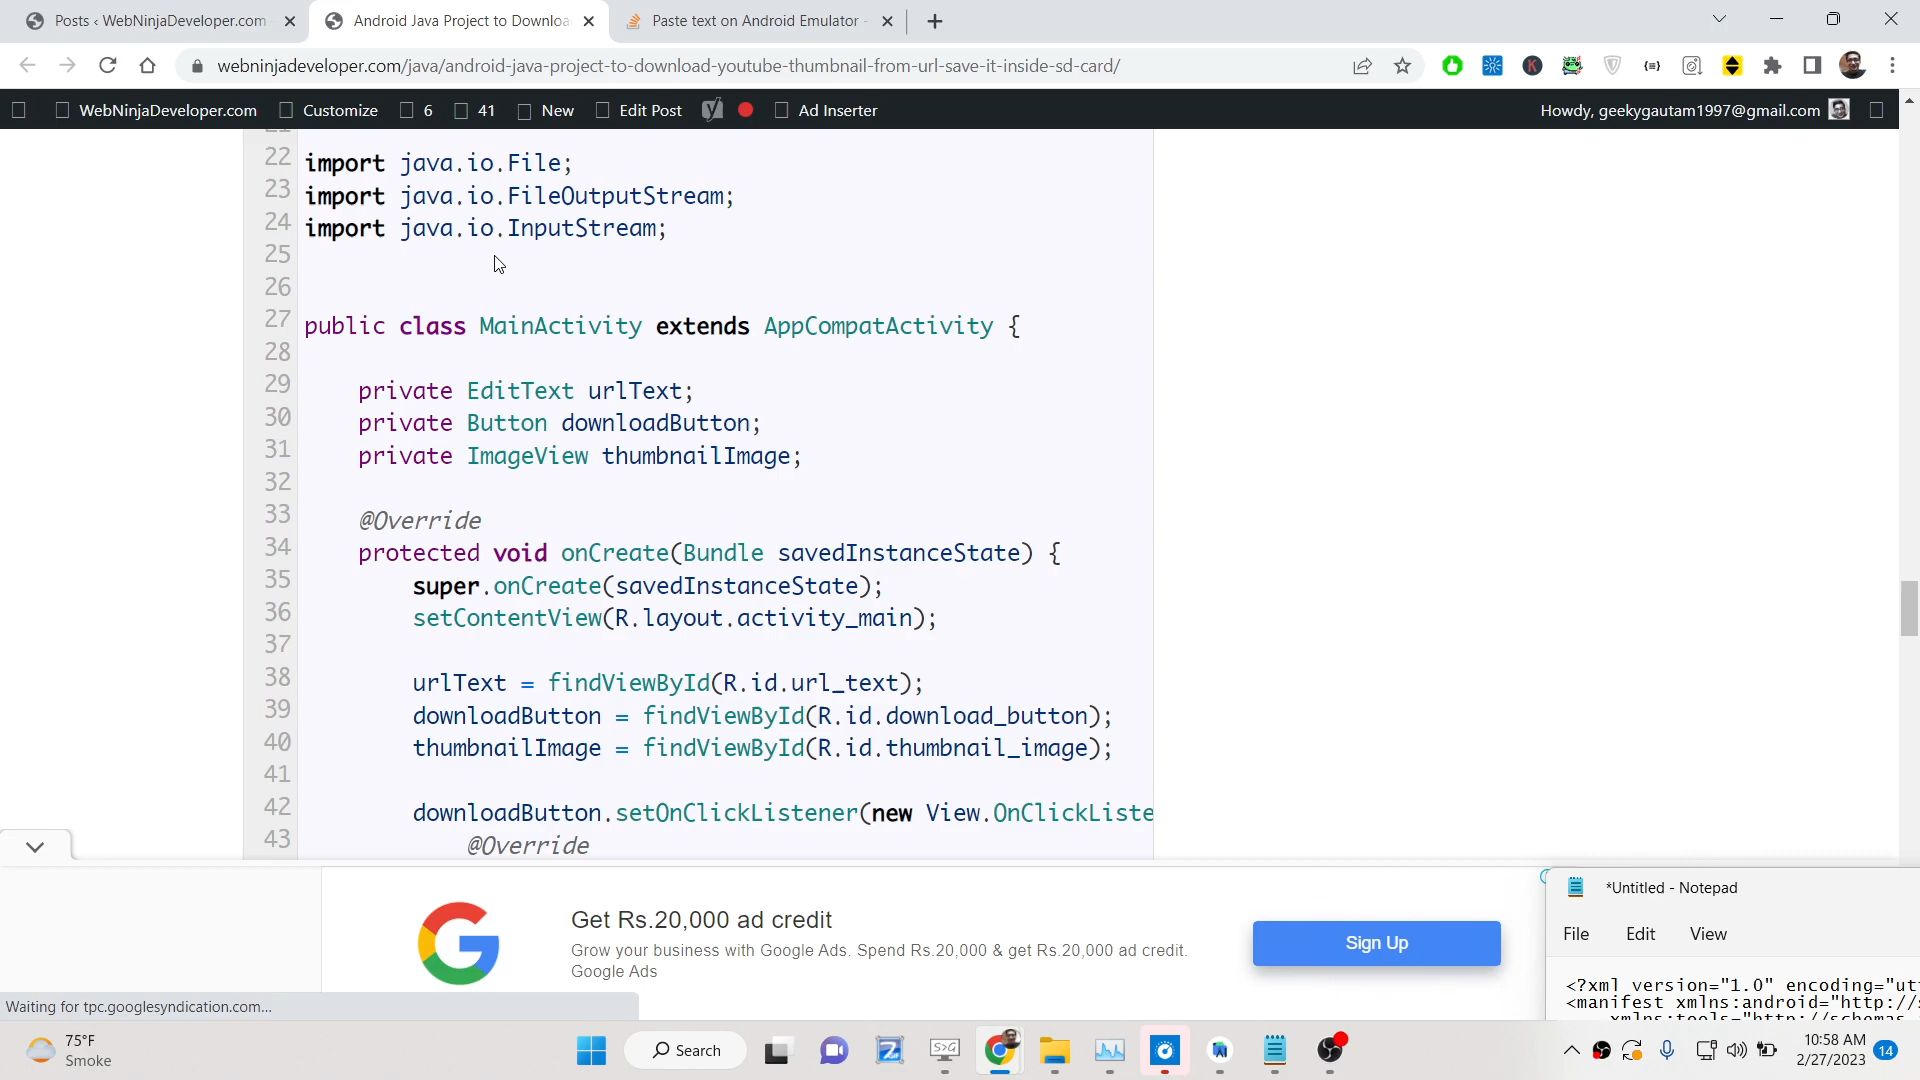 Posts ‹ WebNinjaDeveloper.com
Android Java Project to Downloa
Paste text on Android Emulator -
webninjadeveloper.com/java/android-java-project-to-download-youtube-thumbnail-from-url-save-it-inside-sd-card/
WebNinjaDeveloper.com
Customize
6
41
New
Edit Post
Ad Inserter
Howdy, geekygautam1997@gmail.com
22 import java.io.File;
23 import java.io.FileOutputStream;
24 import java.io.InputStream;
25
26
27 public class MainActivity extends AppCompatActivity {
28
29 private EditText urlText;
30 private Button downloadButton;
31 private ImageView thumbnailImage;
32
33 @Override
34 protected void onCreate(Bundle savedInstanceState) {
35 super.onCreate(savedInstanceState);
36 setContentView(R.layout.activity_main);
37
38 urlText = findViewById(R.id.url_text);
39 downloadButton = findViewById(R.id.download_button);
40 thumbnailImage = findViewById(R.id.thumbnail_image);
41
42 downloadButton.setOnClickListener(new View.OnClickListe
43 @Override
Get Rs.20,000 ad credit
Grow your business with Google Ads. Spend Rs.20,000 & get Rs.20,000 ad credit.
Google Ads
Sign Up
*Untitled - Notepad
File
Edit
View
<?xml version="1.0" encoding="ut
<manifest xmlns:android="http://s
xmlns:tools="http://schemas
Waiting for tpc.googlesyndication.com...
75°F
Smoke
Search
10:58 AM
2/27/2023
14